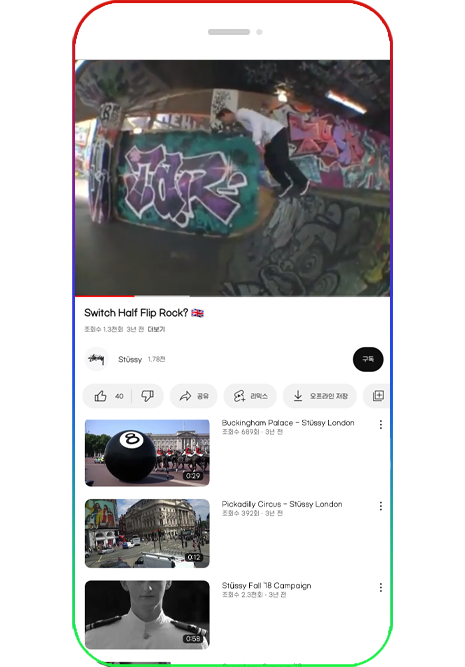 Switch Half Flip Rock? 🇬🇧
조회수 1.3천회 3년 전 더보기
Stüssy 1.78천 구독
40 공유 리믹스 오프라인 저장
Buckingham Palace - Stüssy London
조회수 689회 · 3년 전
8
0:29
Pickadilly Circus - Stüssy London
조회수 392회 · 3년 전
0:12
Stüssy Fall '18 Campaign
조회수 2.3천회 · 3년 전
0:58